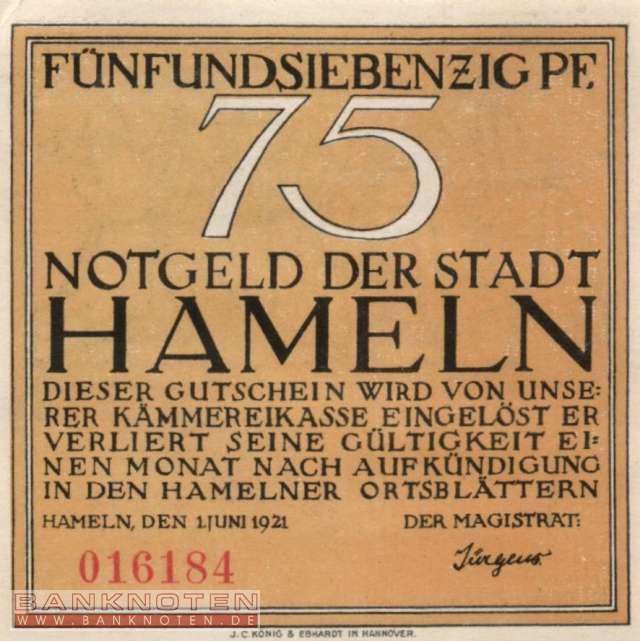 FÜNFUNDSIEBENZIG PF.
75
NOTGELD DER STADT
HAMELN
DIESER GUTSCHEIN WIRD VON UNSE=
RER KÄMMEREIKASSE EINGELÖST ER
VERLIERT SEINE GÜLTIGKEIT EI=
NEN MONAT NACH AUFKÜNDIGUNG
IN DEN HAMELNER ORTSBLÄTTERN
HAMELN, DEN 1.JUNI 1921 DER MAGISTRAT:
016184 Jürgens
BANKNOTEN
WWW.BANKNOTEN.DE
J.C.KÖNIG & EBHARDT IN HANNOVER.